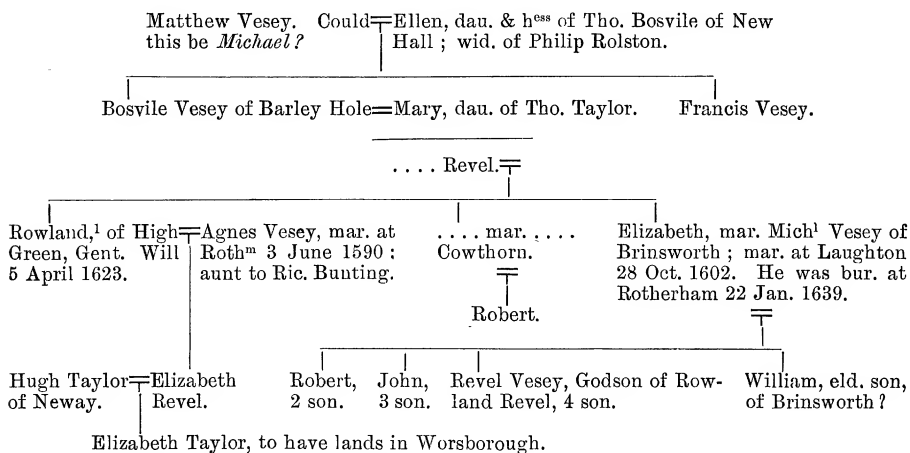 Matthew Vesey. Could=Ellen, dau. & hess of Tho. Bosvile of New
this be Michael? Hall ; wid. of Philip Rolston.
Bosvile Vesey of Barley Hole=Mary, dau. of Tho. Taylor. Francis Vesey.
.... Revel.=
Rowland,¹ of High=Agnes Vesey, mar. at .... mar..... Elizabeth, mar. Michl Vesey of
Green, Gent. Will Rothm 3 June 1590 : Cowthorn. Brinsworth ; mar. at Laughton
5 April 1623. aunt to Ric. Bunting. = 28 Oct. 1602. He was bur. at
Robert. Rotherham 22 Jan. 1639.
=
Hugh Taylor=Elizabeth Robert, John, Revel Vesey, Godson of Row- William, eld. son,
of Neway. Revel. 2 son. 3 son. land Revel, 4 son. of Brinsworth?
Elizabeth Taylor, to have lands in Worsborough.